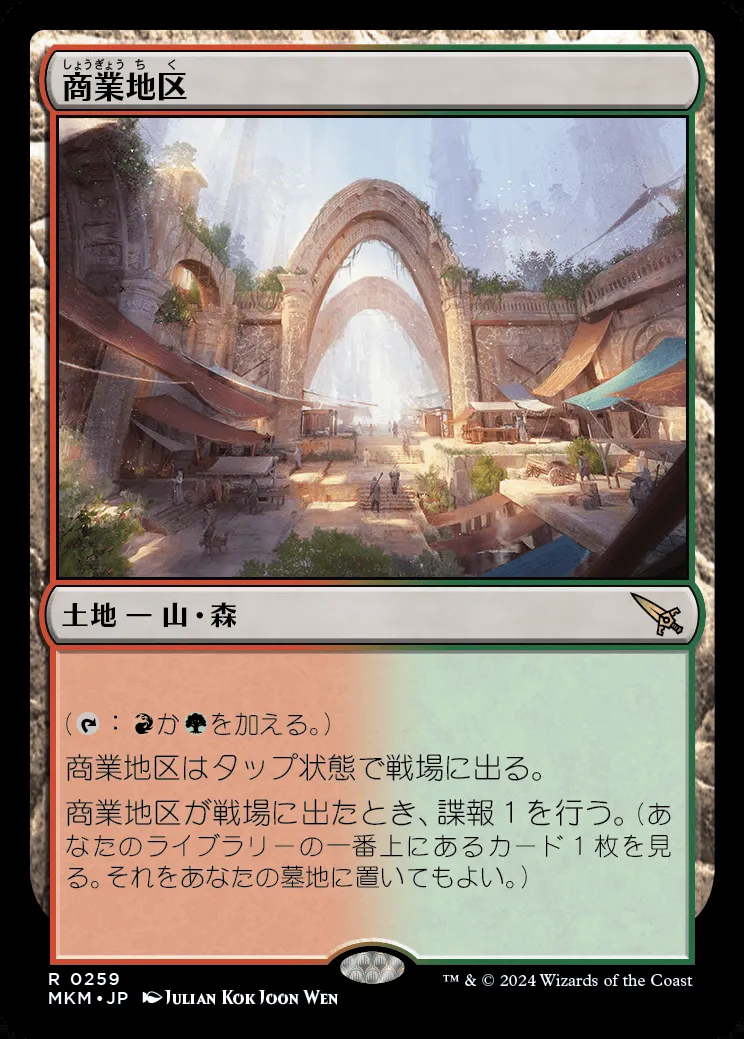 しょうぎょう ち く
商業地区
土地 — 山・森
(：か を加える。)
商業地区はタップ状態で戦場に出る。
商業地区が戦場に出たとき、諜報1を行う。(あ
なたのライブラリーの一番上にあるカード1枚を見
る。それをあなたの墓地に置いてもよい。)
R 0259
MKM • JP Julian Kok Joon Wen
™ & © 2024 Wizards of the Coast